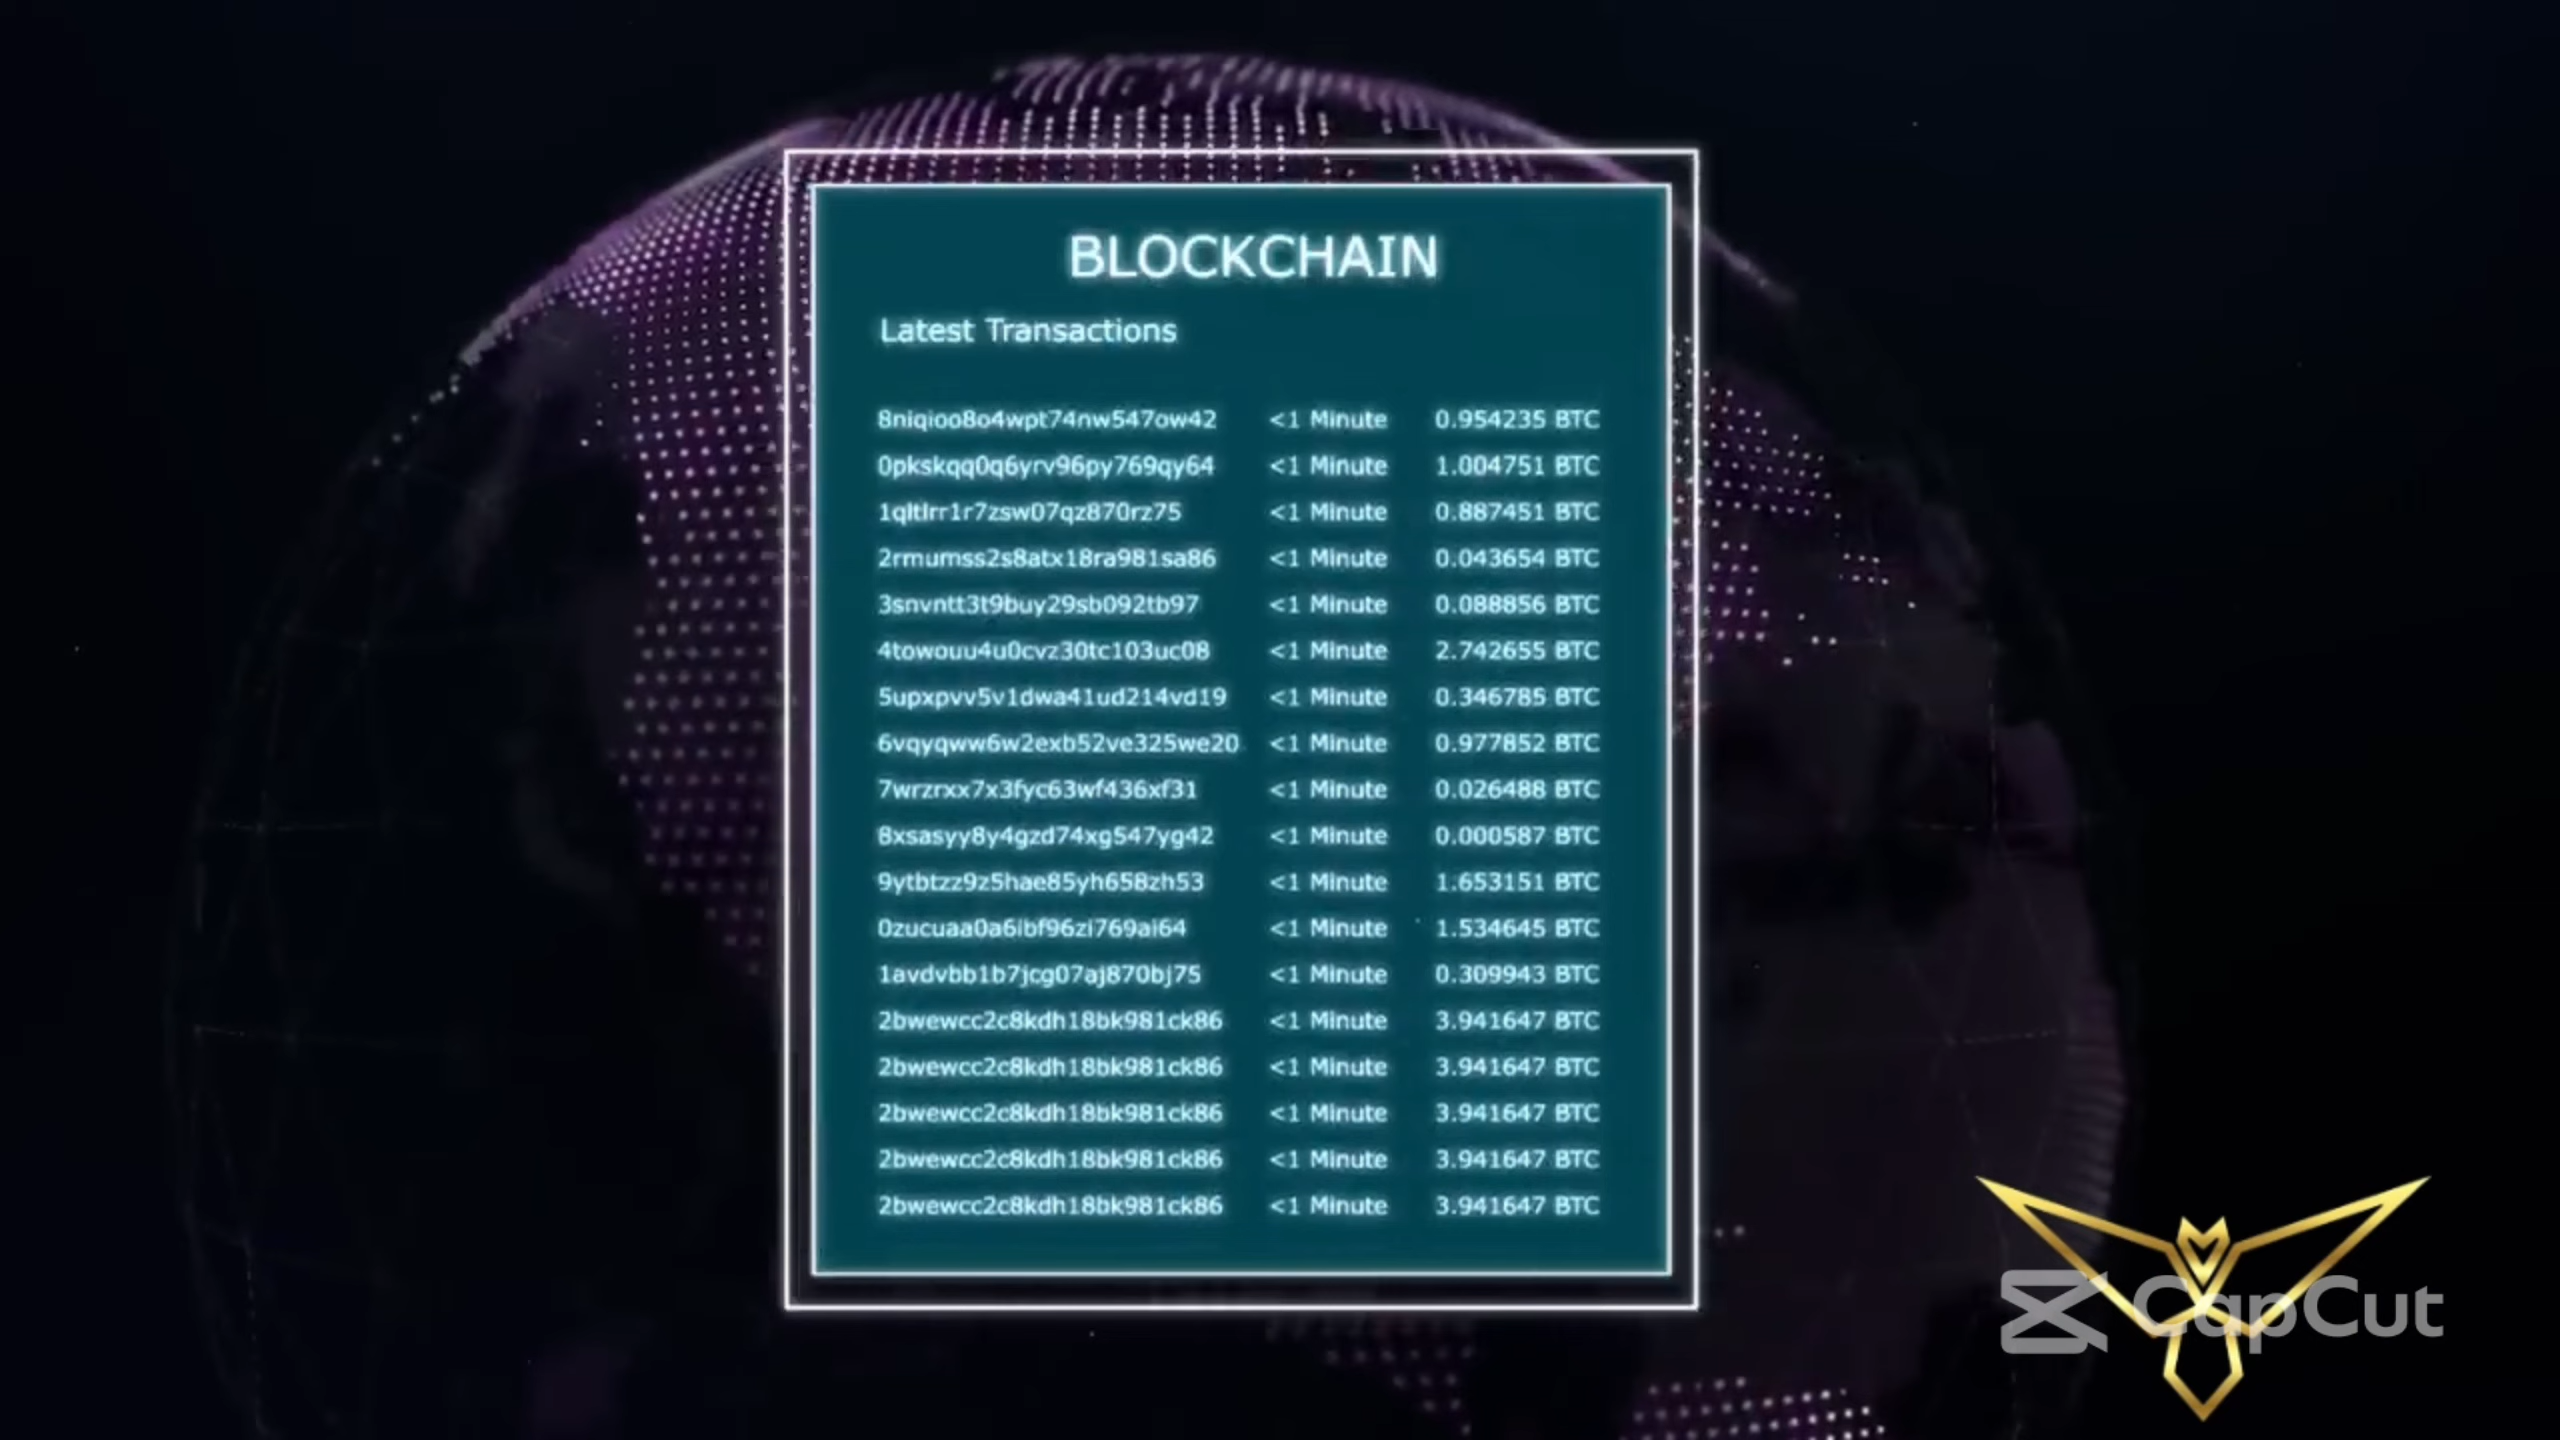 BLOCKCHAIN
Latest Transactions
8niqioo8o4wpt74nw547ow42 <1 Minute 0.954235 BTC
0pkskqq0q6yrv96py769qy64 <1 Minute 1.004751 BTC
1qltlrr1r7zsw07qz870rz75 <1 Minute 0.887451 BTC
2rmumss2s8atx18ra981sa86 <1 Minute 0.043654 BTC
3snvntt3t9buy29sb092tb97 <1 Minute 0.088856 BTC
4towouu4u0cvz30tc103uc08 <1 Minute 2.742655 BTC
5upxpvv5v1dwa41ud214vd19 <1 Minute 0.346785 BTC
6vqyqww6w2exb52ve325we20 <1 Minute 0.977852 BTC
7wrzrxx7x3fyc63wf436xf31 <1 Minute 0.026488 BTC
8xsasyy8y4gzd74xg547yg42 <1 Minute 0.000587 BTC
9ytbtzz9z5hae85yh658zh53 <1 Minute 1.653151 BTC
0zucuaa0a6ibf96zi769ai64 <1 Minute 1.534645 BTC
1avdvbb1b7jcg07aj870bj75 <1 Minute 0.309943 BTC
2bwewcc2c8kdh18bk981ck86 <1 Minute 3.941647 BTC
2bwewcc2c8kdh18bk981ck86 <1 Minute 3.941647 BTC
2bwewcc2c8kdh18bk981ck86 <1 Minute 3.941647 BTC
2bwewcc2c8kdh18bk981ck86 <1 Minute 3.941647 BTC
2bwewcc2c8kdh18bk981ck86 <1 Minute 3.941647 BTC
CapCut